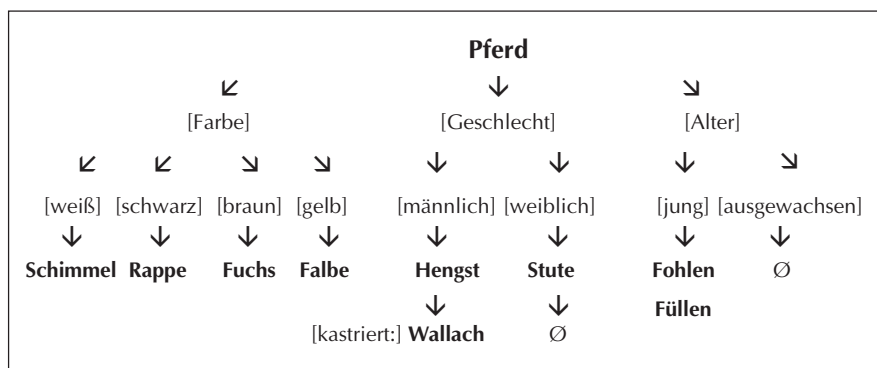 Pferd
[Farbe] [Geschlecht] [Alter]
[weiß] [schwarz] [braun] [gelb] [männlich] [weiblich] [jung] [ausgewachsen]
Schimmel Rappe Fuchs Falbe Hengst Stute Fohlen Ø
Füllen
[kastriert:] Wallach Ø